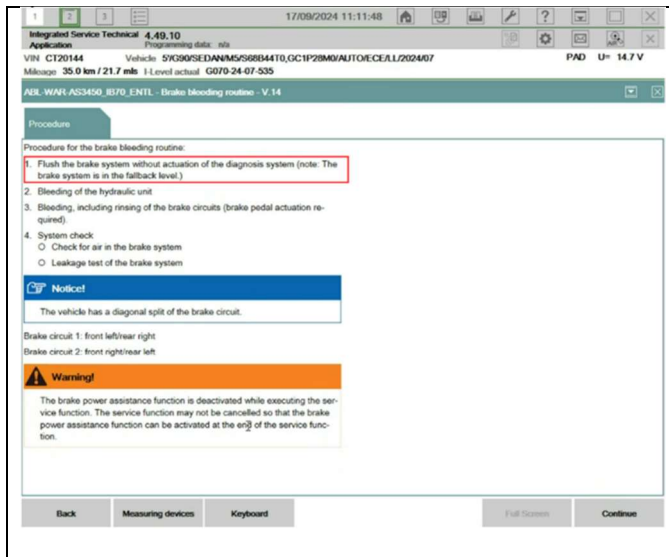 1 2 3 17/09/2024 11:11:48 ?
Integrated Service Technical 4.49.10
Application Programming data: n/a
VIN CT20144 Vehicle 5'/G90/SEDAN/M5/S68B44T0,GC1P28M0/AUTO/ECE/LL/2024/07 PAD U= 14.7 V
Mileage 35.0 km / 21.7 mls I-Level actual G070-24-07-535
ABL-WAR-AS3450_IB70_ENTL - Brake bleeding routine - V.14
Procedure
Procedure for the brake bleeding routine:
1. Flush the brake system without actuation of the diagnosis system (note: The
brake system is in the fallback level.)
2. Bleeding of the hydraulic unit
3. Bleeding, including rinsing of the brake circuits (brake pedal actuation re-
quired).
4. System check
Check for air in the brake system
Leakage test of the brake system
Notice!
The vehicle has a diagonal split of the brake circuit.
Brake circuit 1: front left/rear right
Brake circuit 2: front right/rear left
Warning!
The brake power assistance function is deactivated while executing the ser-
vice function. The service function may not be cancelled so that the brake
power assistance function can be activated at the end of the service func-
tion.
Back Measuring devices Keyboard Full Screen Continue